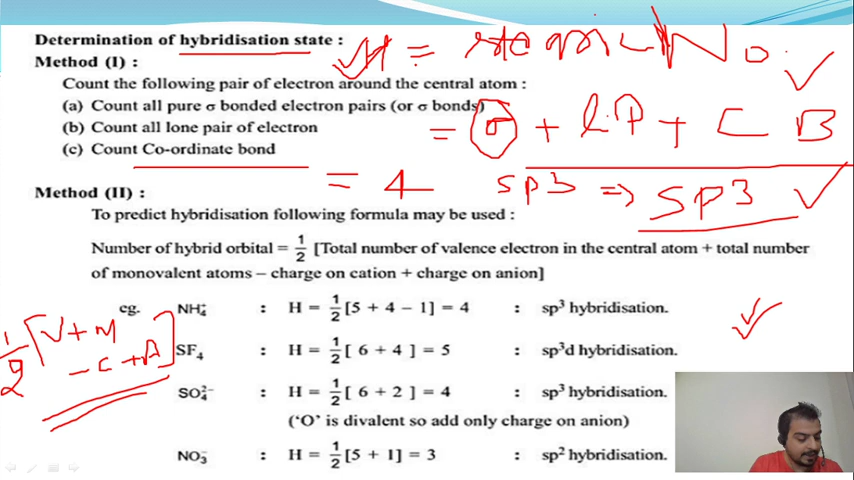 Determination of hybridisation state :
H = steric No.
Method (I) :
Count the following pair of electron around the central atom :
(a) Count all pure σ bonded electron pairs (or σ bonds)
= σ + l.P + C B
(b) Count all lone pair of electron
(c) Count Co-ordinate bond
= 4 SP3 ⇒ SP3
Method (II) :
To predict hybridisation following formula may be used :
Number of hybrid orbital = 1/2 [Total number of valence electron in the central atom + total number
of monovalent atoms – charge on cation + charge on anion]
eg. NH₄⁺ : H = 1/2 [5 + 4 – 1] = 4 : sp³ hybridisation.
1/2 [V + M
– C + A]
SF₄ : H = 1/2 [ 6 + 4] = 5 : sp³d hybridisation.
SO₄²⁻ : H = 1/2 [ 6 + 2] = 4 : sp³ hybridisation.
('O' is divalent so add only charge on anion)
NO₃⁻ : H = 1/2 [5 + 1] = 3 : sp² hybridisation.